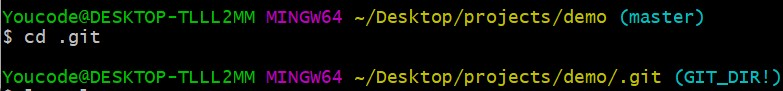 Youcode@DESKTOP-TLLL2MM MINGW64 ~/Desktop/projects/demo (master)
$ cd .git
Youcode@DESKTOP-TLLL2MM MINGW64 ~/Desktop/projects/demo/.git (GIT_DIR!)